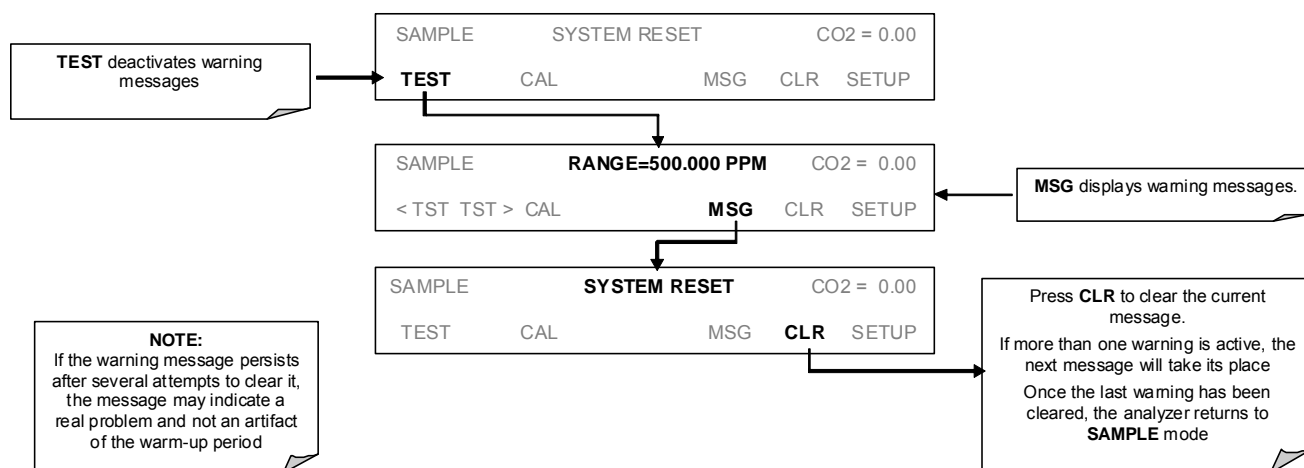 SAMPLE SYSTEM RESET CO2 = 0.00
TEST CAL MSG CLR SETUP
TEST deactivates warning
messages
SAMPLE RANGE=500.000 PPM CO2 = 0.00
< TST TST > CAL MSG CLR SETUP
MSG displays warning messages.
SAMPLE SYSTEM RESET CO2 = 0.00
TEST CAL MSG CLR SETUP
NOTE:
If the warning message persists
after several attempts to clear it,
the message may indicate a
real problem and not an artifact
of the warm-up period
Press CLR to clear the current
message.
If more than one warning is active, the
next message will take its place
Once the last warning has been
cleared, the analyzer returns to
SAMPLE mode